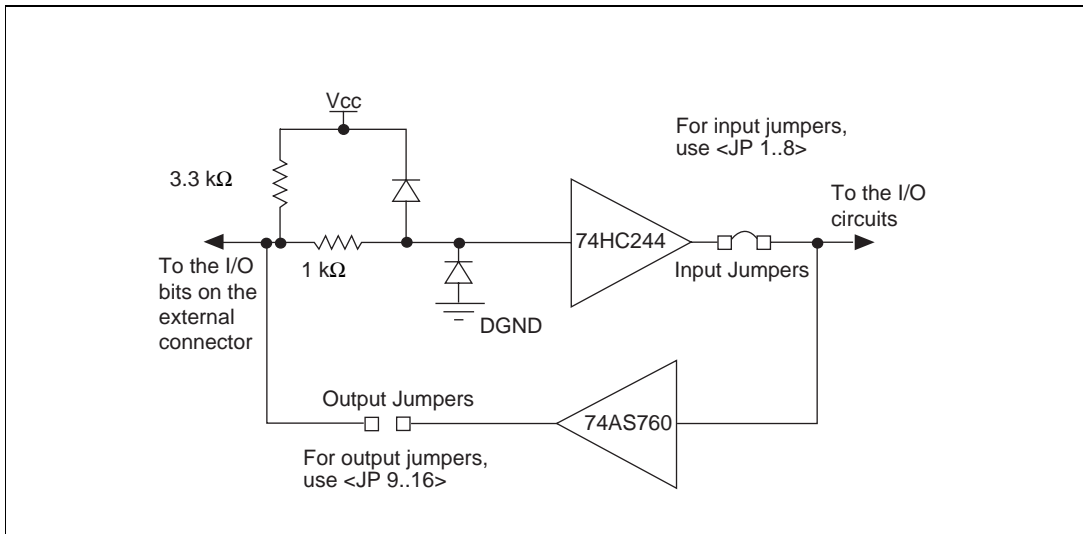 Vcc
For input jumpers,
use <JP 1..8>
3.3 kΩ
To the I/O
circuits
74HC244
1 kΩ
Input Jumpers
To the I/O
bits on the
external
connector
DGND
Output Jumpers
74AS760
For output jumpers,
use <JP 9..16>